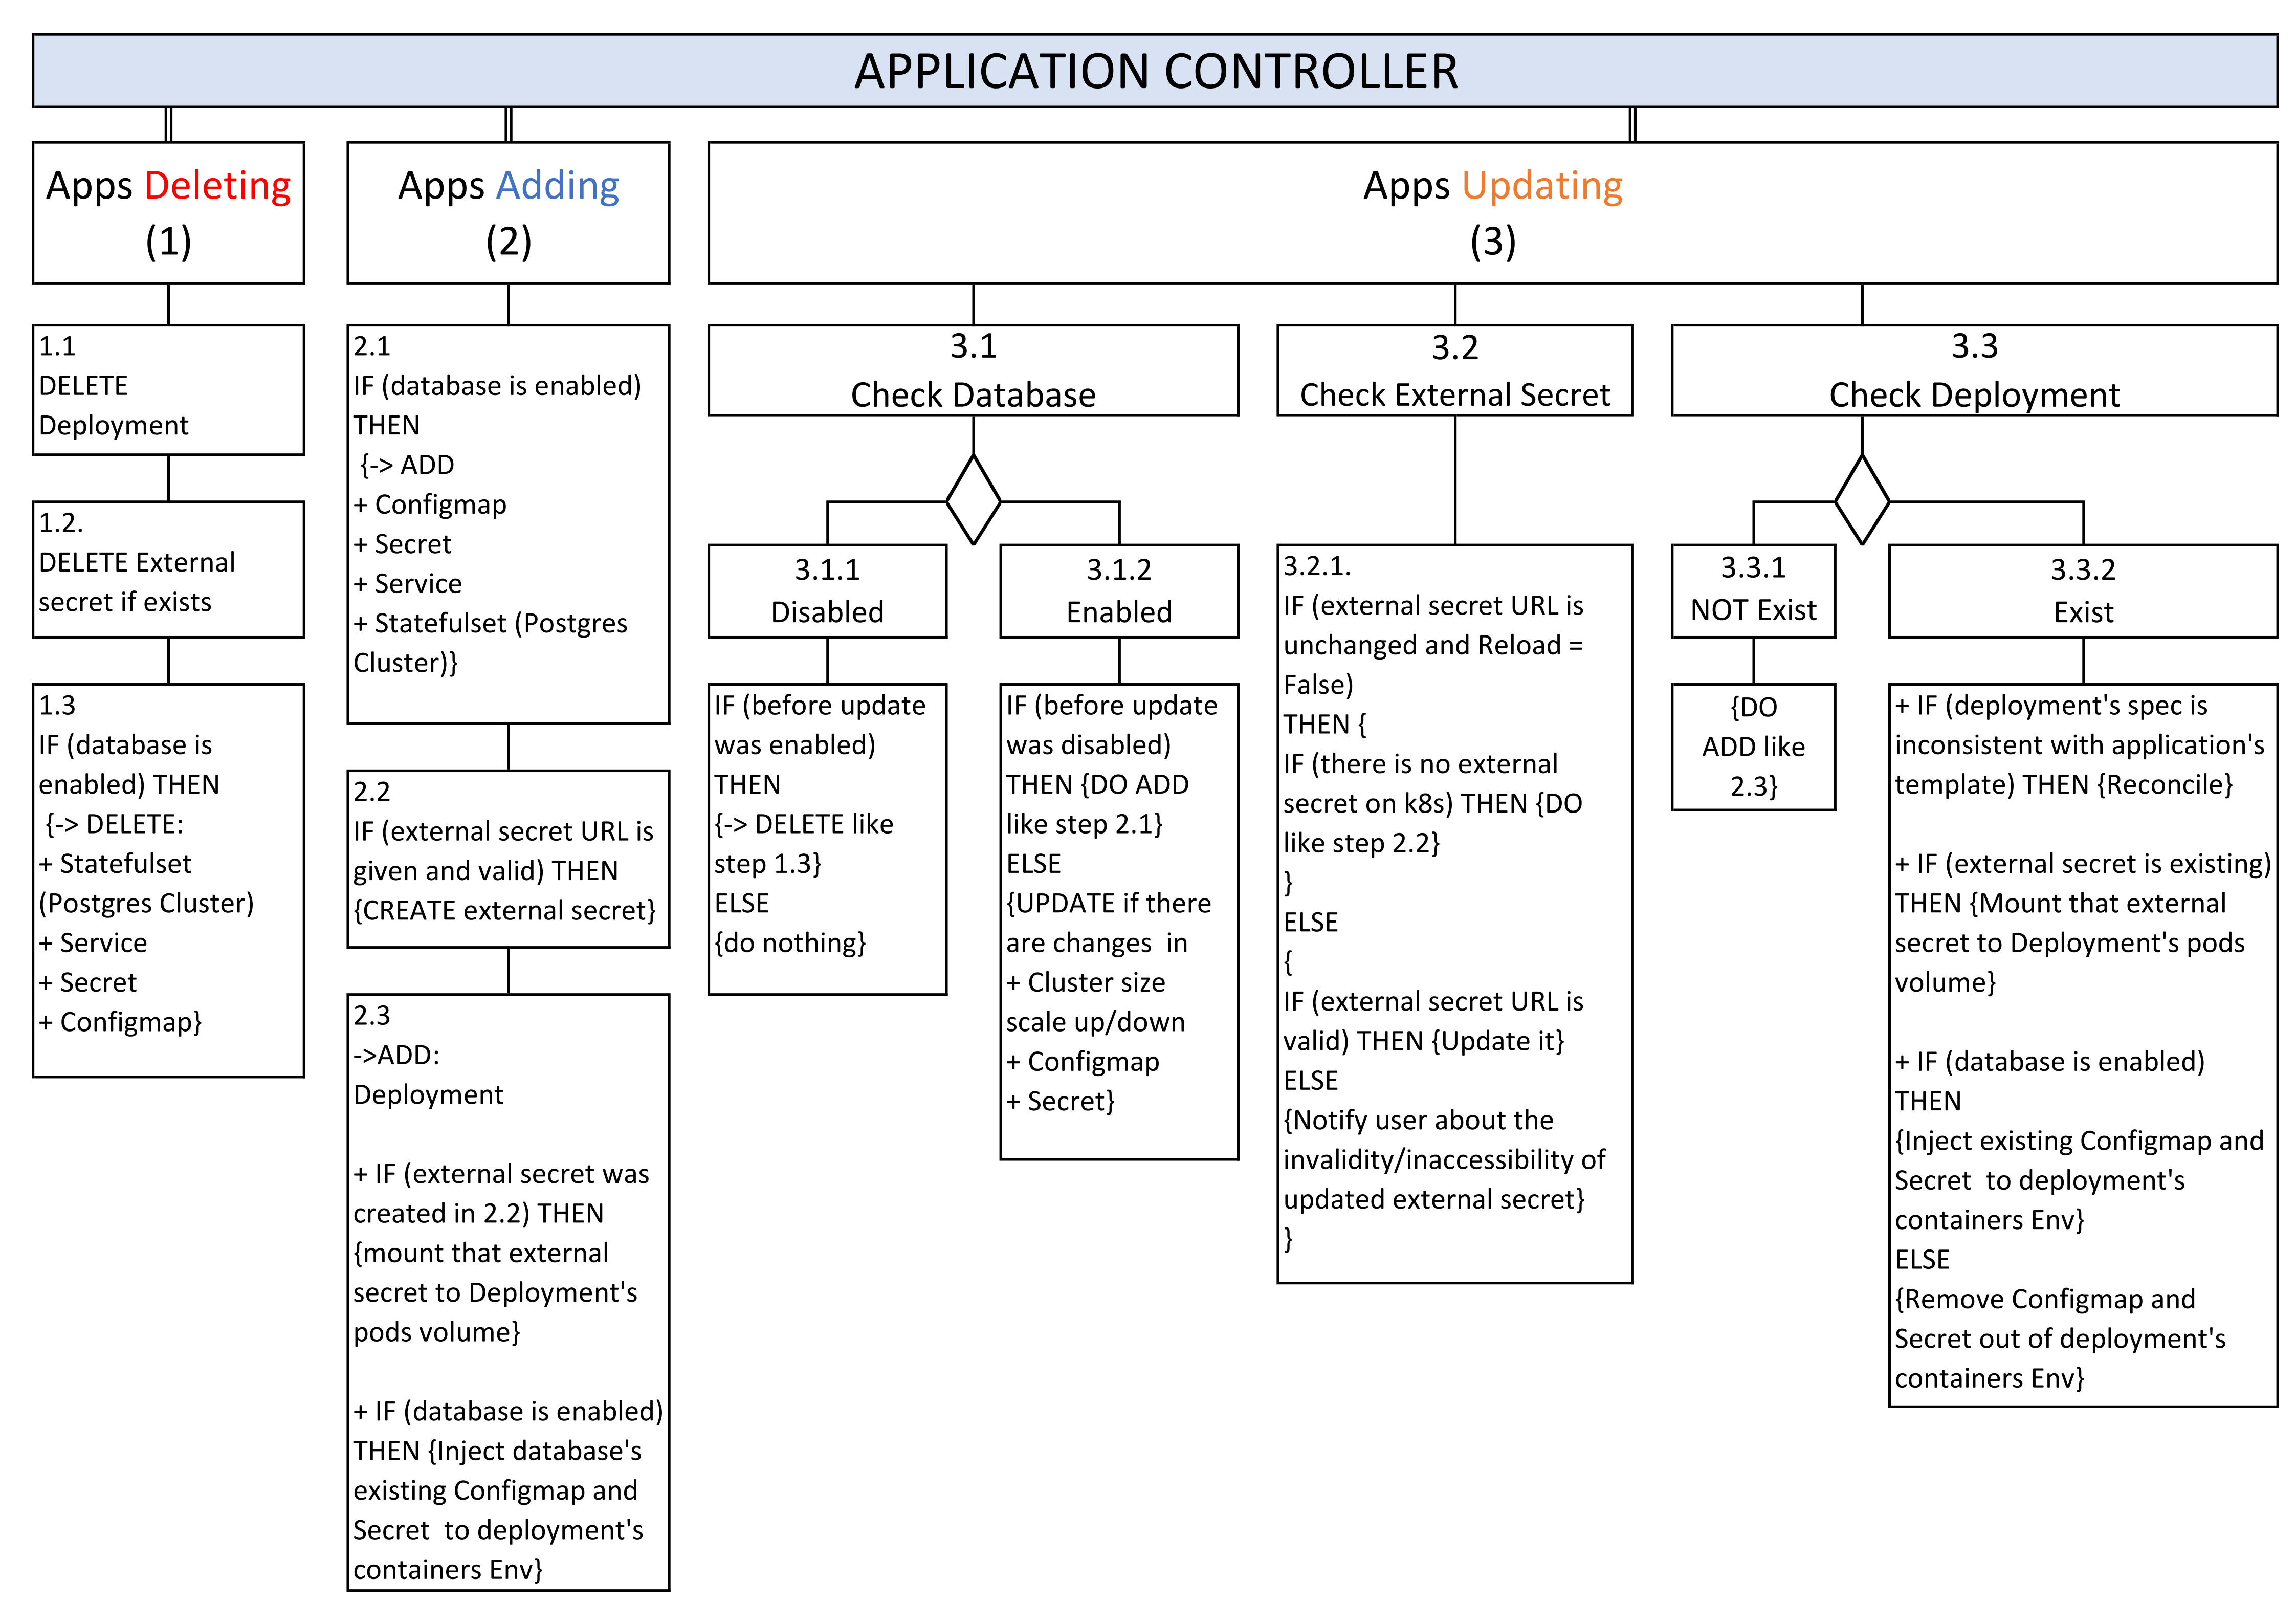 APPLICATION CONTROLLER
Apps Deleting
(1)
1.1
DELETE
Deployment
1.2.
DELETE External
secret if exists
1.3
IF (database is
enabled) THEN
{-> DELETE:
+ Statefulset
(Postgres Cluster)
+ Service
+ Secret
+ Configmap}
Apps Adding
(2)
2.1
IF (database is enabled)
THEN
{-> ADD
+ Configmap
+ Secret
+ Service
+ Statefulset (Postgres
Cluster)}
2.2
IF (external secret URL is
given and valid) THEN
{CREATE external secret}
2.3
->ADD:
Deployment
+ IF (external secret was
created in 2.2) THEN
{mount that external
secret to Deployment's
pods volume}
+ IF (database is enabled)
THEN {Inject database's
existing Configmap and
Secret  to deployment's
containers Env}
Apps Updating
(3)
3.1
Check Database
3.1.1
Disabled
IF (before update
was enabled)
THEN
{-> DELETE like
step 1.3}
ELSE
{do nothing}
3.1.2
Enabled
IF (before update
was disabled)
THEN {DO ADD
like step 2.1}
ELSE
{UPDATE if there
are changes  in
+ Cluster size
scale up/down
+ Configmap
+ Secret}
3.2
Check External Secret
3.2.1.
IF (external secret URL is
unchanged and Reload =
False)
THEN {
IF (there is no external
secret on k8s) THEN {DO
like step 2.2}
}
ELSE
{
IF (external secret URL is
valid) THEN {Update it}
ELSE
{Notify user about the
invalidity/inaccessibility of
updated external secret}
}
3.3
Check Deployment
3.3.1
NOT Exist
{DO
ADD like
2.3}
3.3.2
Exist
+ IF (deployment's spec is
inconsistent with application's
template) THEN {Reconcile}
+ IF (external secret is existing)
THEN {Mount that external
secret to Deployment's pods
volume}
+ IF (database is enabled)
THEN
{Inject existing Configmap and
Secret  to deployment's
containers Env}
ELSE
{Remove Configmap and
Secret out of deployment's
containers Env}